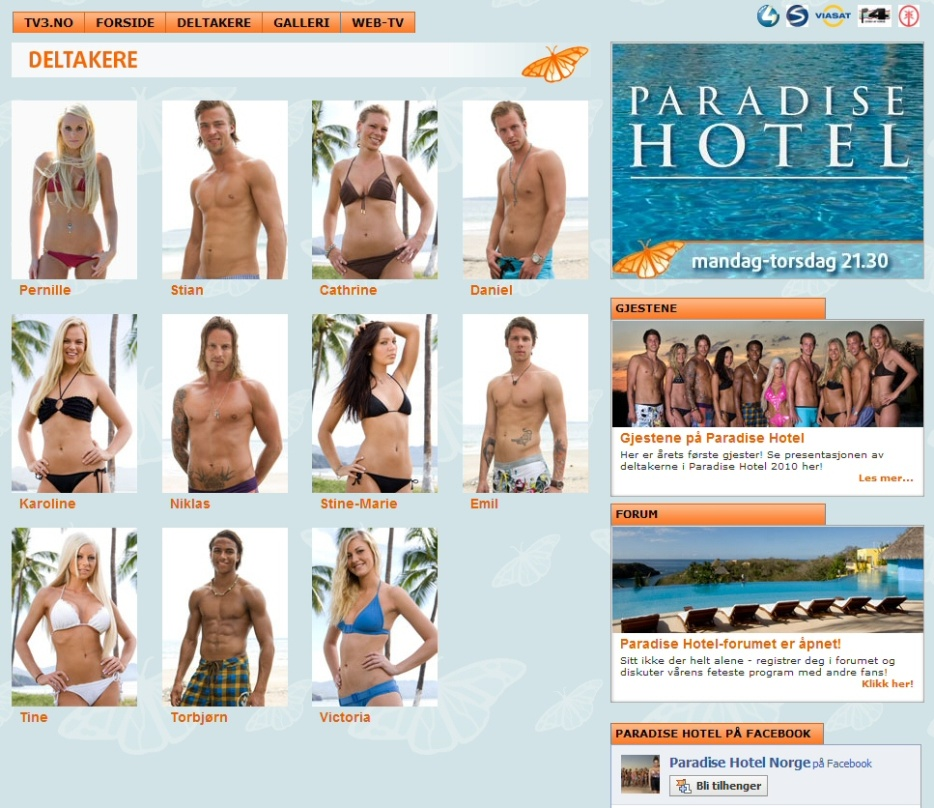 TV3.NO FORSIDE DELTAKERE GALLERI WEB-TV
VIASAT
DELTAKERE
Pernille Stian Cathrine Daniel
Karoline Niklas Stine-Marie Emil
Tine Torbjørn Victoria
PARADISE
HOTEL
mandag-torsdag 21.30
GJESTENE
Gjestene på Paradise Hotel
Her er årets første gjester! Se presentasjonen av
deltakerne i Paradise Hotel 2010 her!
Les mer...
FORUM
Paradise Hotel-forumet er åpnet!
Sitt ikke der helt alene - registrer deg i forumet og
diskuter vårens feteste program med andre fans!
Klikk her!
PARADISE HOTEL PÅ FACEBOOK
Paradise Hotel Norge på Facebook
Bli tilhenger